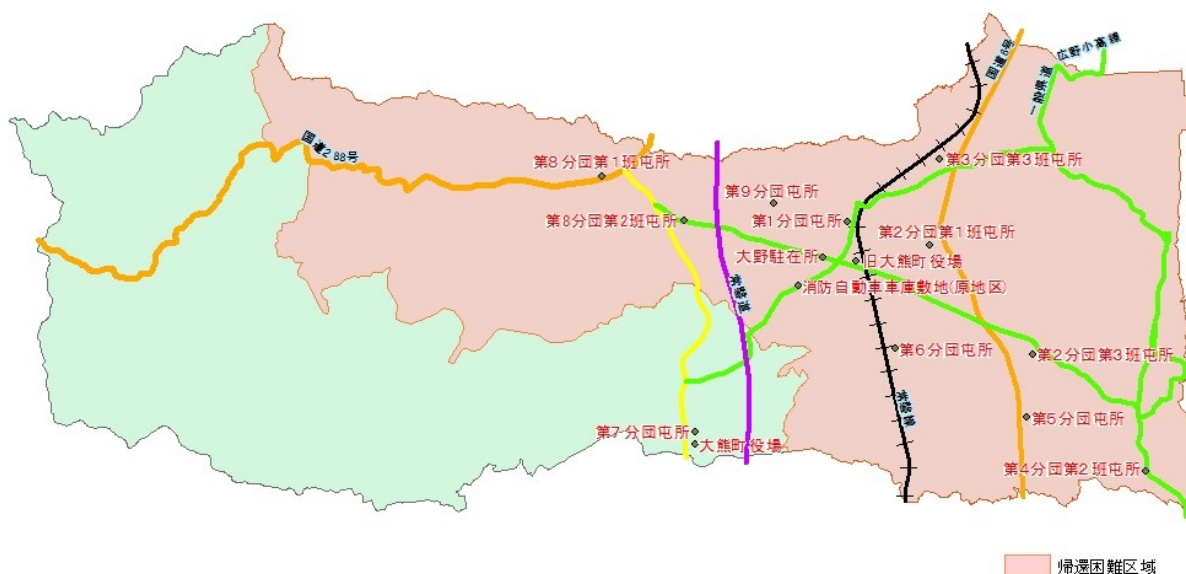 国道6号
広野小高線
一般県道
国道288号
第8分団第1班屯所
第3分団第3班屯所
第9分団屯所
第8分団第2班屯所
第1分団屯所
第2分団第1班屯所
大野駐在所
旧大熊町役場
常磐道
消防自動車車庫敷地(原地区)
第6分団屯所
第2分団第3班屯所
常磐線
第5分団屯所
第7分団屯所
大熊町役場
第4分団第2班屯所
帰還困難区域